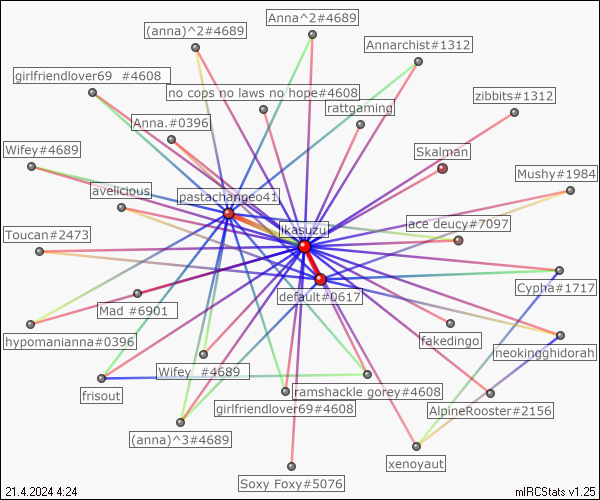 Anna^2#4689
(anna)^2#4689
Annarchist#1312
girlfriendlover69 #4608
no cops no laws no hope#4608
zibbits#1312
rattgaming
Anna.#0396
Wifey#4689
Skalman
Mushy#1984
avelicious
pastachangeo41
Toucan#2473
ace deucy#7097
ikasuzu
default#0617
Cypha#1717
Mad #6901
hypomanianna#0396
fakedingo
neokingghidorah
Wifey #4689
frisout
ramshackle gorey#4608
girlfriendlover69#4608
AlpineRooster#2156
(anna)^3#4689
xenoyaut
Soxy Foxy#5076
21.4.2024 4:24
mIRCStats v1.25